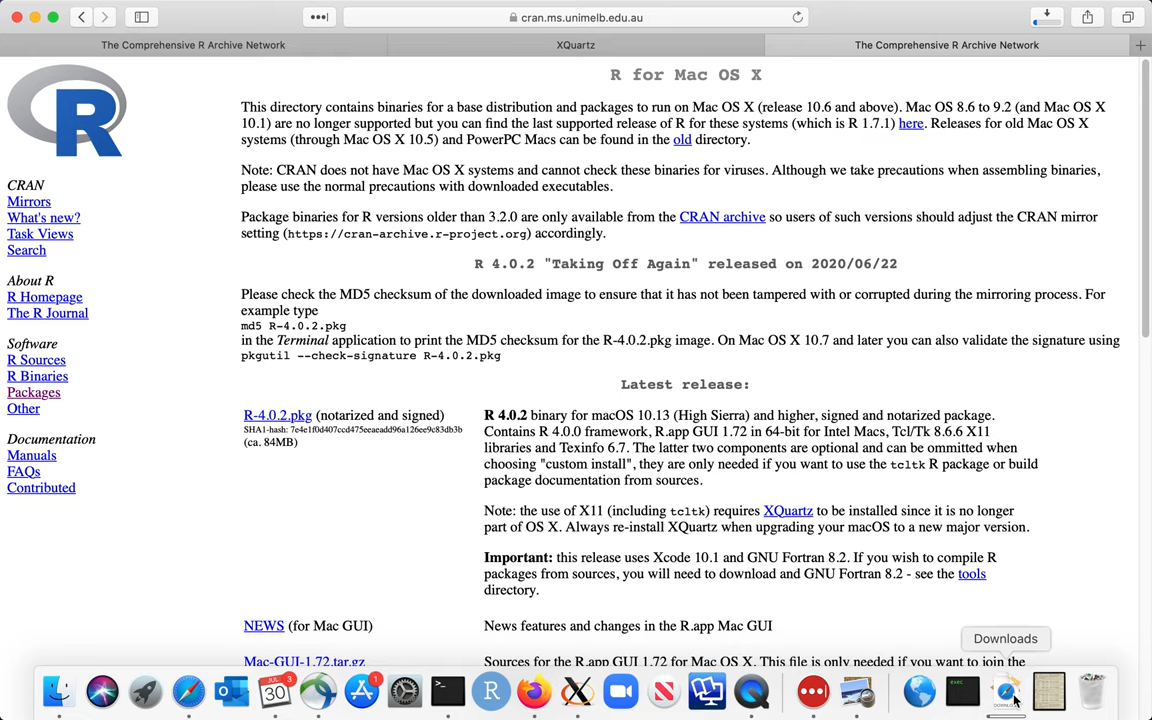 cran.ms.unimelb.edu.au
The Comprehensive R Archive Network
XQuartz
The Comprehensive R Archive Network
R
CRAN
Mirrors
What's new?
Task Views
Search
About R
R Homepage
The R Journal
Software
R Sources
R Binaries
Packages
Other
Documentation
Manuals
FAQs
Contributed
R for Mac OS X
This directory contains binaries for a base distribution and packages to run on Mac OS X (release 10.6 and above). Mac OS 8.6 to 9.2 (and Mac OS X
10.1) are no longer supported but you can find the last supported release of R for these systems (which is R 1.7.1) here. Releases for old Mac OS X
systems (through Mac OS X 10.5) and PowerPC Macs can be found in the old directory.
Note: CRAN does not have Mac OS X systems and cannot check these binaries for viruses. Although we take precautions when assembling binaries,
please use the normal precautions with downloaded executables.
Package binaries for R versions older than 3.2.0 are only available from the CRAN archive so users of such versions should adjust the CRAN mirror
setting (https://cran-archive.r-project.org) accordingly.
R 4.0.2 "Taking Off Again" released on 2020/06/22
Please check the MD5 checksum of the downloaded image to ensure that it has not been tampered with or corrupted during the mirroring process. For
example type
md5 R-4.0.2.pkg
in the Terminal application to print the MD5 checksum for the R-4.0.2.pkg image. On Mac OS X 10.7 and later you can also validate the signature using
pkgutil --check-signature R-4.0.2.pkg
Latest release:
R-4.0.2.pkg (notarized and signed)
SHA1-hash: 7e4e1f0d407ccd475eeaeadd96a126ee9c83db3b
(ca. 84MB)
R 4.0.2 binary for macOS 10.13 (High Sierra) and higher, signed and notarized package.
Contains R 4.0.0 framework, R.app GUI 1.72 in 64-bit for Intel Macs, Tcl/Tk 8.6.6 X11
libraries and Texinfo 6.7. The latter two components are optional and can be ommitted when
choosing "custom install", they are only needed if you want to use the tcltk R package or build
package documentation from sources.
Note: the use of X11 (including tcltk) requires XQuartz to be installed since it is no longer
part of OS X. Always re-install XQuartz when upgrading your macOS to a new major version.
Important: this release uses Xcode 10.1 and GNU Fortran 8.2. If you wish to compile R
packages from sources, you will need to download and GNU Fortran 8.2 - see the tools
directory.
NEWS (for Mac GUI)
News features and changes in the R.app Mac GUI
Mac-GUI-1.72.tar.gz
Sources for the R.app GUI 1.72 for Mac OS X. This file is only needed if you want to join the
Downloads
JUL 3
30
1
R
exec